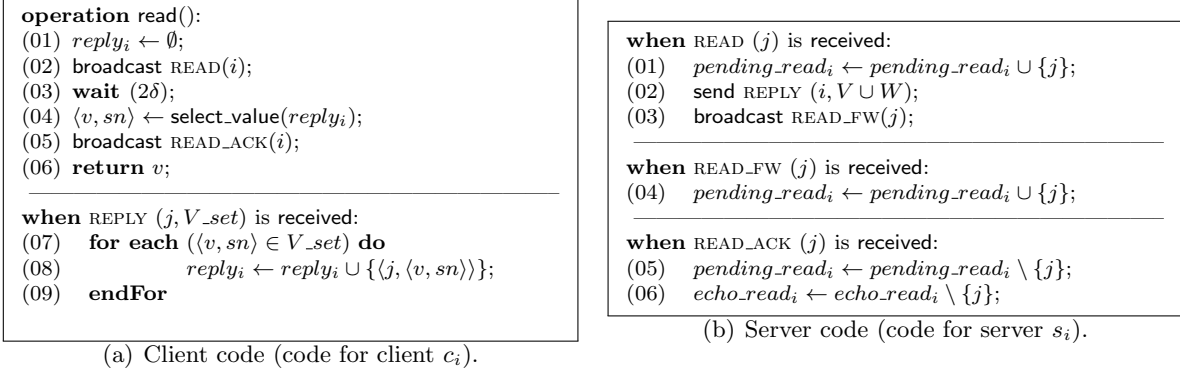 operation read():
(01) reply_i ← ∅;
(02) broadcast READ(i);
(03) wait (2δ);
(04) ⟨v, sn⟩ ← select_value(reply_i);
(05) broadcast READ_ACK(i);
(06) return v;
when REPLY (j, V_set) is received:
(07) for each (⟨v, sn⟩ ∈ V_set) do
(08) reply_i ← reply_i ∪ {⟨j, ⟨v, sn⟩⟩};
(09) endFor
(a) Client code (code for client c_i).
when READ (j) is received:
(01) pending_read_i ← pending_read_i ∪ {j};
(02) send REPLY (i, V ∪ W);
(03) broadcast READ_FW(j);
when READ_FW (j) is received:
(04) pending_read_i ← pending_read_i ∪ {j};
when READ_ACK (j) is received:
(05) pending_read_i ← pending_read_i \ {j};
(06) echo_read_i ← echo_read_i \ {j};
(b) Server code (code for server s_i).